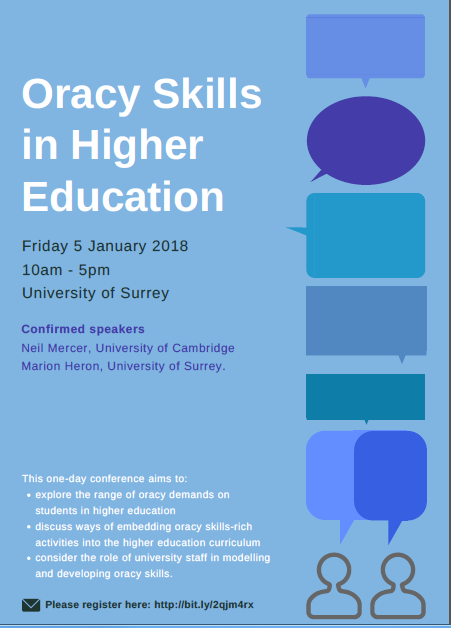 Oracy Skills
in Higher
Education
Friday 5 January 2018
10am - 5pm
University of Surrey
Confirmed speakers
Neil Mercer, University of Cambridge
Marion Heron, University of Surrey.
This one-day conference aims to:
• explore the range of oracy demands on
students in higher education
• discuss ways of embedding oracy skills-rich
activities into the higher education curriculum
• consider the role of university staff in modelling
and developing oracy skills.
Please register here: http://bit.ly/2qjm4rx